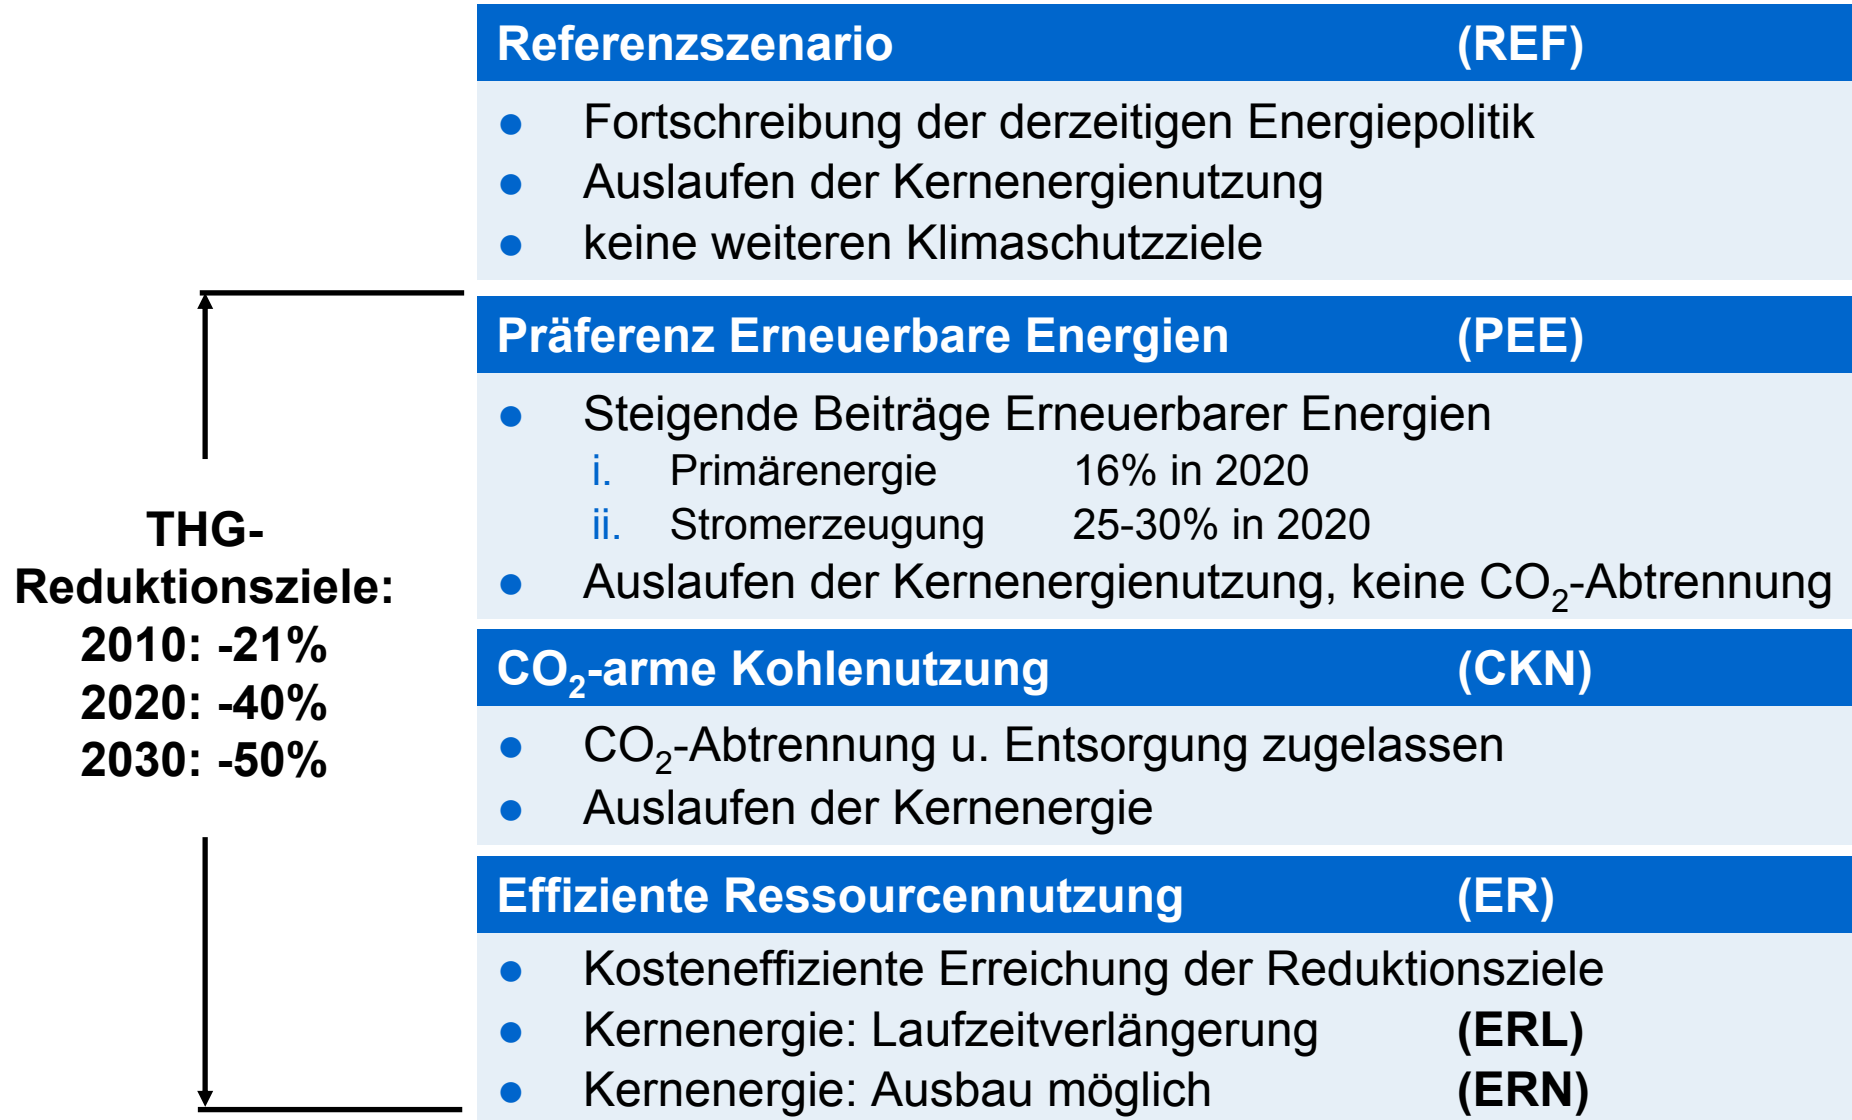 Referenzszenario (REF)
● Fortschreibung der derzeitigen Energiepolitik
● Auslaufen der Kernenergienutzung
● keine weiteren Klimaschutzziele
Präferenz Erneuerbare Energien (PEE)
● Steigende Beiträge Erneuerbarer Energien
i. Primärenergie 16% in 2020
ii. Stromerzeugung 25-30% in 2020
● Auslaufen der Kernenergienutzung, keine CO₂-Abtrennung
THG-
Reduktionsziele:
2010: -21%
2020: -40%
2030: -50%
CO₂-arme Kohlenutzung (CKN)
● CO₂-Abtrennung u. Entsorgung zugelassen
● Auslaufen der Kernenergie
Effiziente Ressourcennutzung (ER)
● Kosteneffiziente Erreichung der Reduktionsziele
● Kernenergie: Laufzeitverlängerung (ERL)
● Kernenergie: Ausbau möglich (ERN)